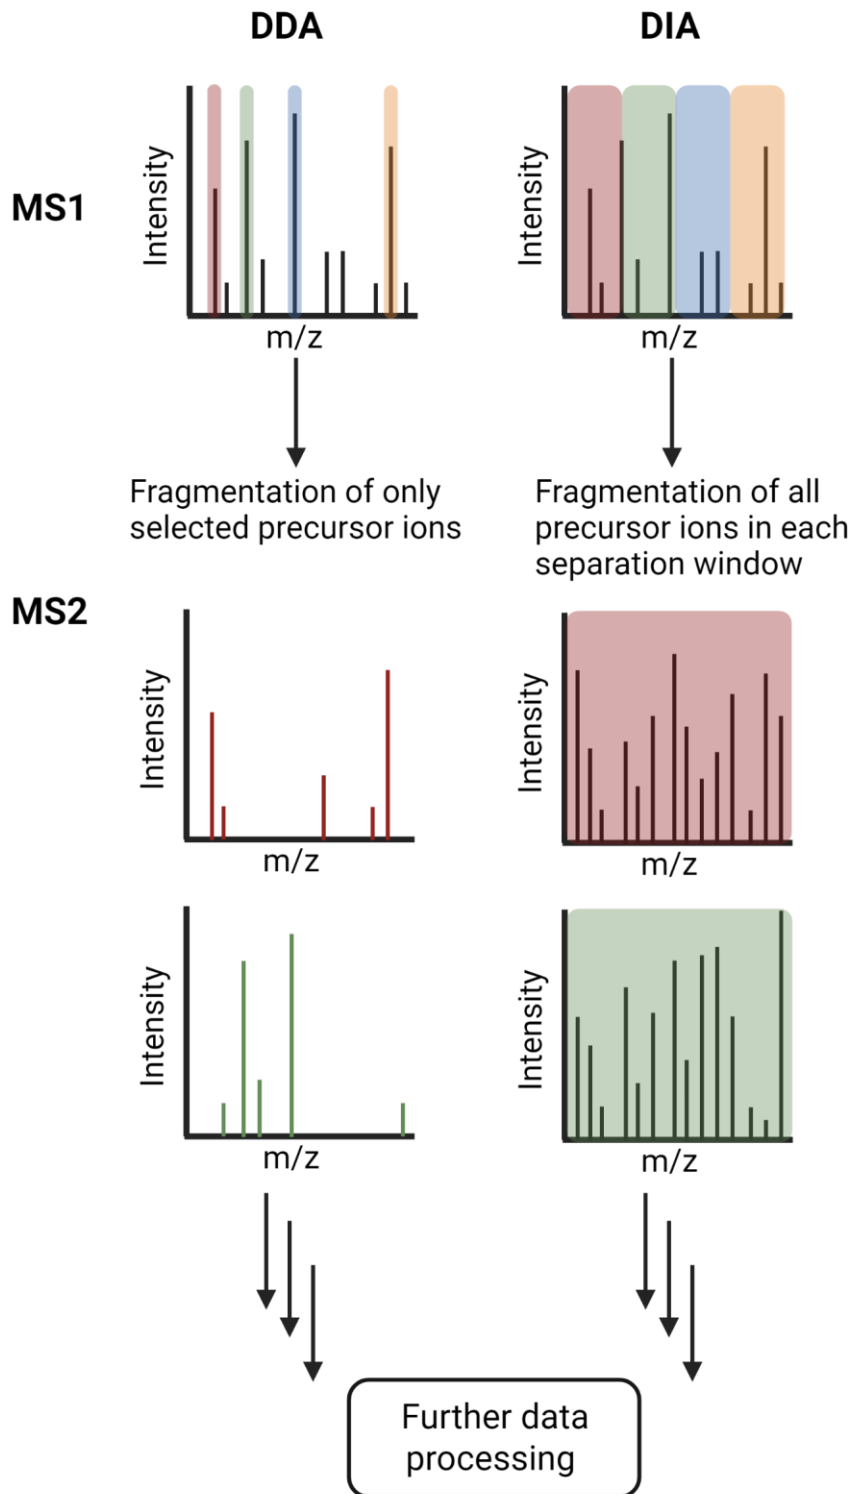 DDA
DIA
MS1
Intensity
m/z
Intensity
m/z
Fragmentation of only
selected precursor ions
Fragmentation of all
precursor ions in each
separation window
MS2
Intensity
m/z
Intensity
m/z
Intensity
m/z
Intensity
m/z
Further data
processing